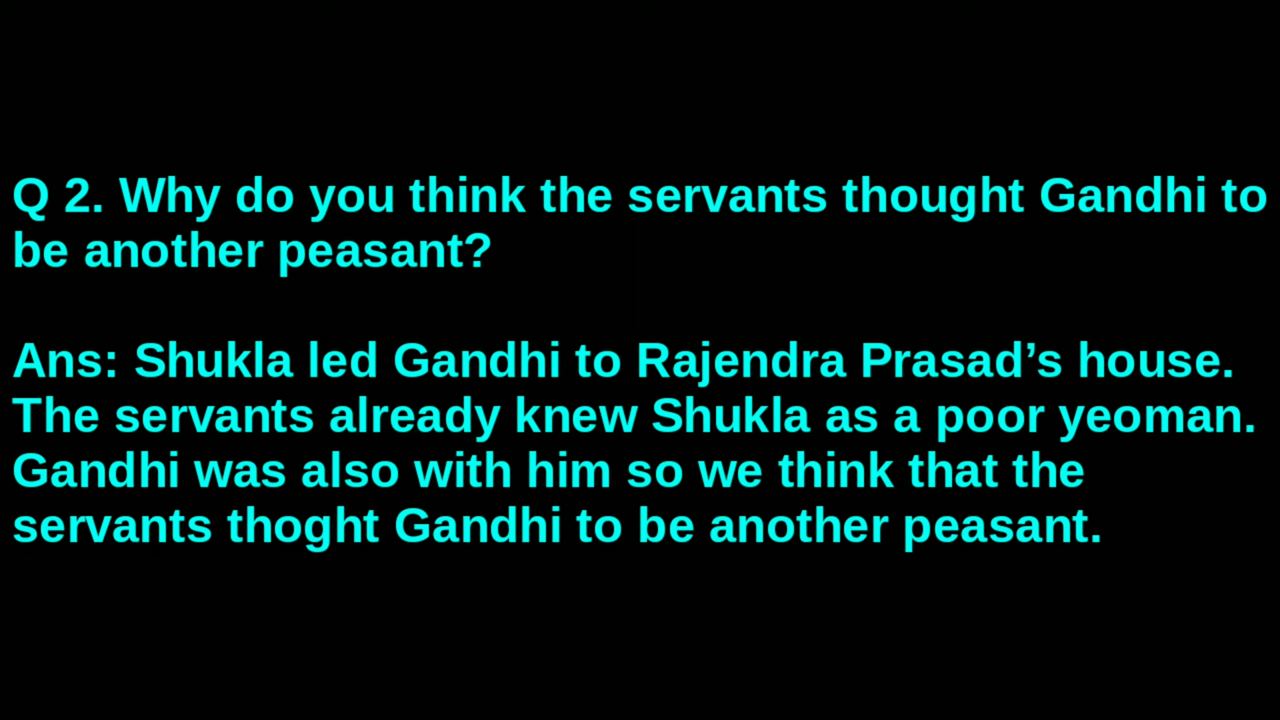 Q 2. Why do you think the servants thought Gandhi to
be another peasant?
Ans: Shukla led Gandhi to Rajendra Prasad’s house.
The servants already knew Shukla as a poor yeoman.
Gandhi was also with him so we think that the
servants thoght Gandhi to be another peasant.